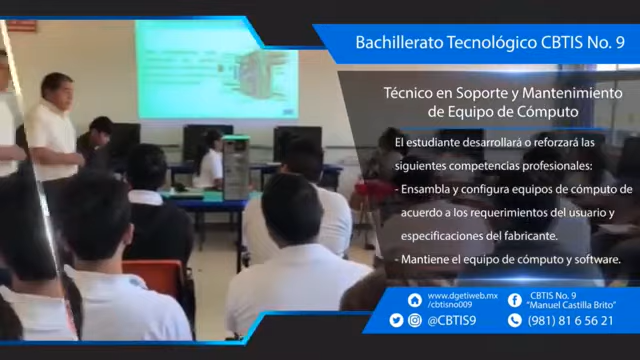 Bachillerato Tecnológico CBTIS No. 9
Técnico en Soporte y Mantenimiento
de Equipo de Cómputo
El estudiante desarrollará o reforzará las
siguientes competencias profesionales:
- Ensambla y configura equipos de cómputo de
acuerdo a los requerimientos del usuario y
especificaciones del fabricante.
- Mantiene el equipo de cómputo y software.
www.dgetiweb.mx
/cbtisno009
CBTIS No. 9
"Manuel Castilla Brito"
@CBTIS9
(981) 81 6 56 21